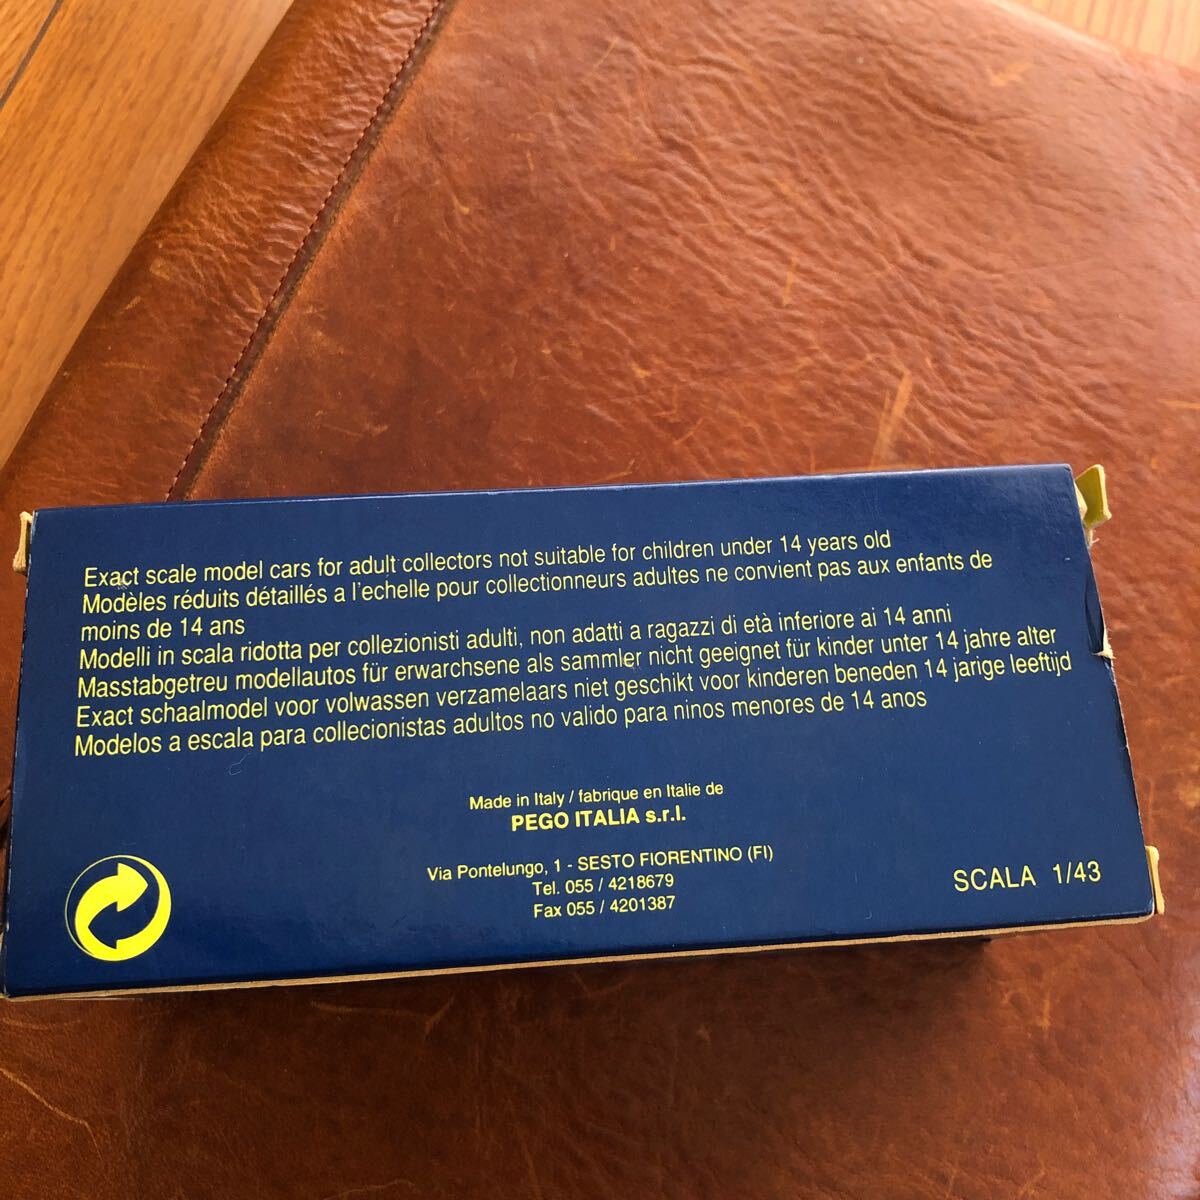 Exact scale model cars for adult collectors not suitable for children under 14 years old
Modèles réduits détaillés a l'echelle pour collectionneurs adultes ne convient pas aux enfants de
moins de 14 ans
Modelli in scala ridotta per collezionisti adulti, non adatti a ragazzi di età inferiore ai 14 anni
Masstabgetreu modellautos für erwarchsene als sammler nicht geeignet für kinder unter 14 jahre alter
Exact schaalmodel voor volwassen verzamelaars niet geschikt voor kinderen beneden 14 jarige leeftijd
Modelos a escala para collecionistas adultos no valido para ninos menores de 14 anos
Made in Italy / fabrique en Italie de
PEGO ITALIA s.r.l.
Via Pontelungo, 1 - SESTO FIORENTINO (FI)
Tel. 055 / 4218679
Fax 055 / 4201387
SCALA 1/43